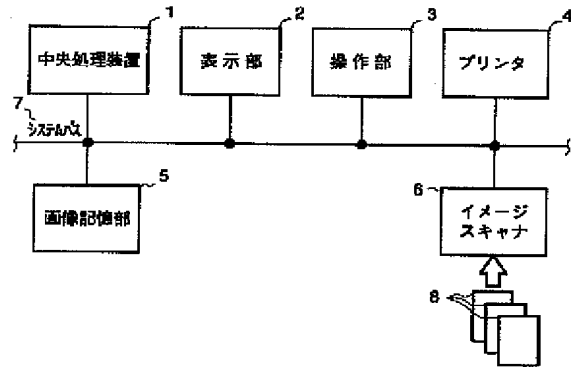 1
2
3
4
中央処理装置
表示部
操作部
プリンタ
7
システムバス
5
6
画像記憶部
イメージ
スキャナ
8